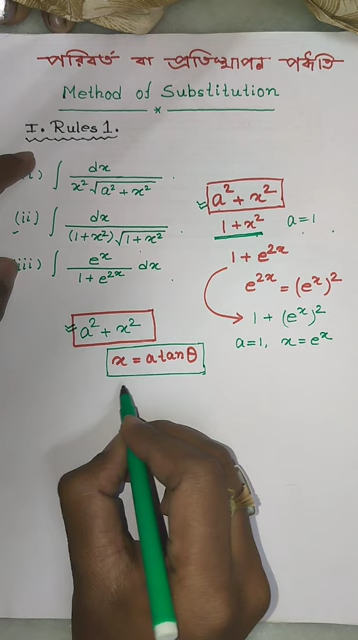 পরিবর্ত বা প্রতিস্থাপন পদ্ধতি
Method of Substitution
I. Rules 1.
i) ∫ dx / x²√(a² + x²) .
(ii) ∫ dx / (1+x²)√(1+x²) .
iii) ∫ eˣ / (1 + e²ˣ) dx
a² + x²
1 + x² a=1
1 + e²ˣ
e²ˣ = (eˣ)²
1 + (eˣ)²
a=1, x=eˣ
a² + x²
x = a tan θ